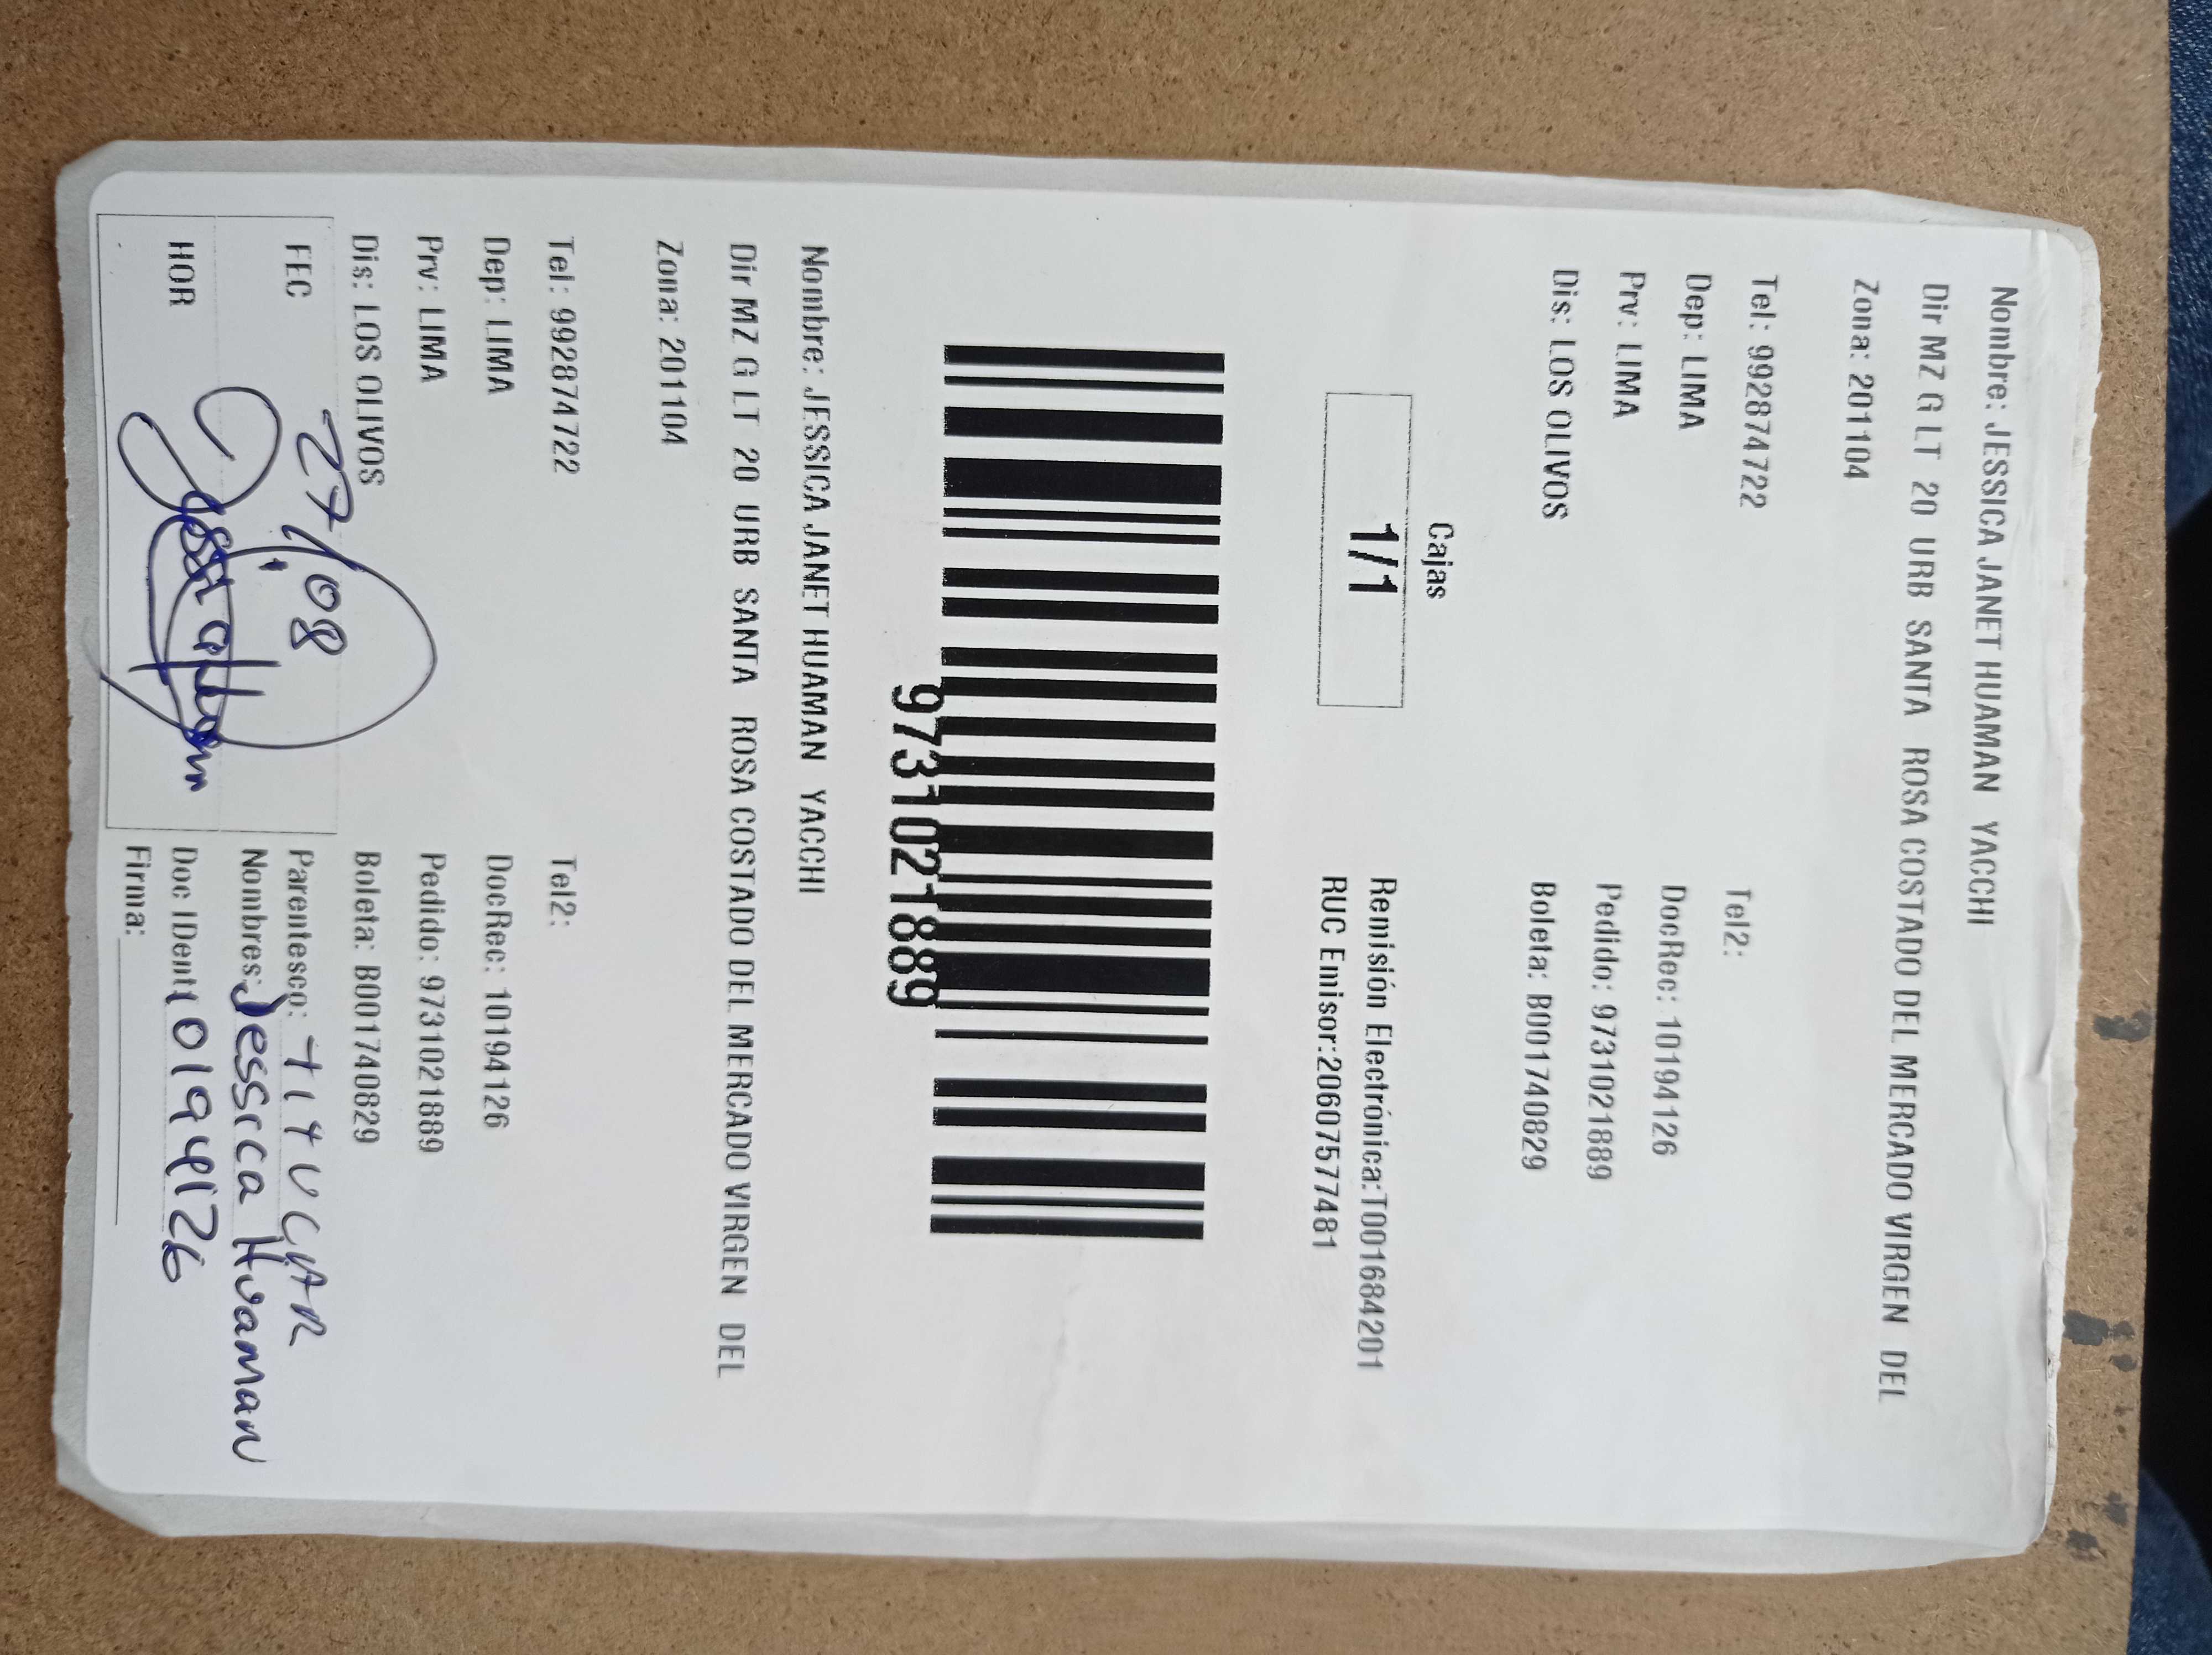 Nombre: JESSICA JANET HUAMAN YACCHI
Dir MZ G LT 20 URB SANTA ROSA COSTADO DEL MERCADO VIRGEN DEL
Zona: 201104
Tel: 992874722 Tel2:
Dep: LIMA DocRec: 10194126
Prv: LIMA Pedido: 9731021889
Dis: LOS OLIVOS Boleta: B001740829
Cajas
1/1
Remisión Electrónica:T001684201
RUC Emisor:20607577481
9731021889
Nombre: JESSICA JANET HUAMAN YACCHI
Dir MZ G LT 20 URB SANTA ROSA COSTADO DEL MERCADO VIRGEN DEL
Zona: 201104
Tel: 992874722 Tel2:
Dep: LIMA DocRec: 10194126
Prv: LIMA Pedido: 9731021889
Dis: LOS OLIVOS Boleta: B001740829
FEC 27/08 Parentesco: TITULAR
Nombres: Jessica Huaman
HOR Doc IDent: 10194126
Firma: